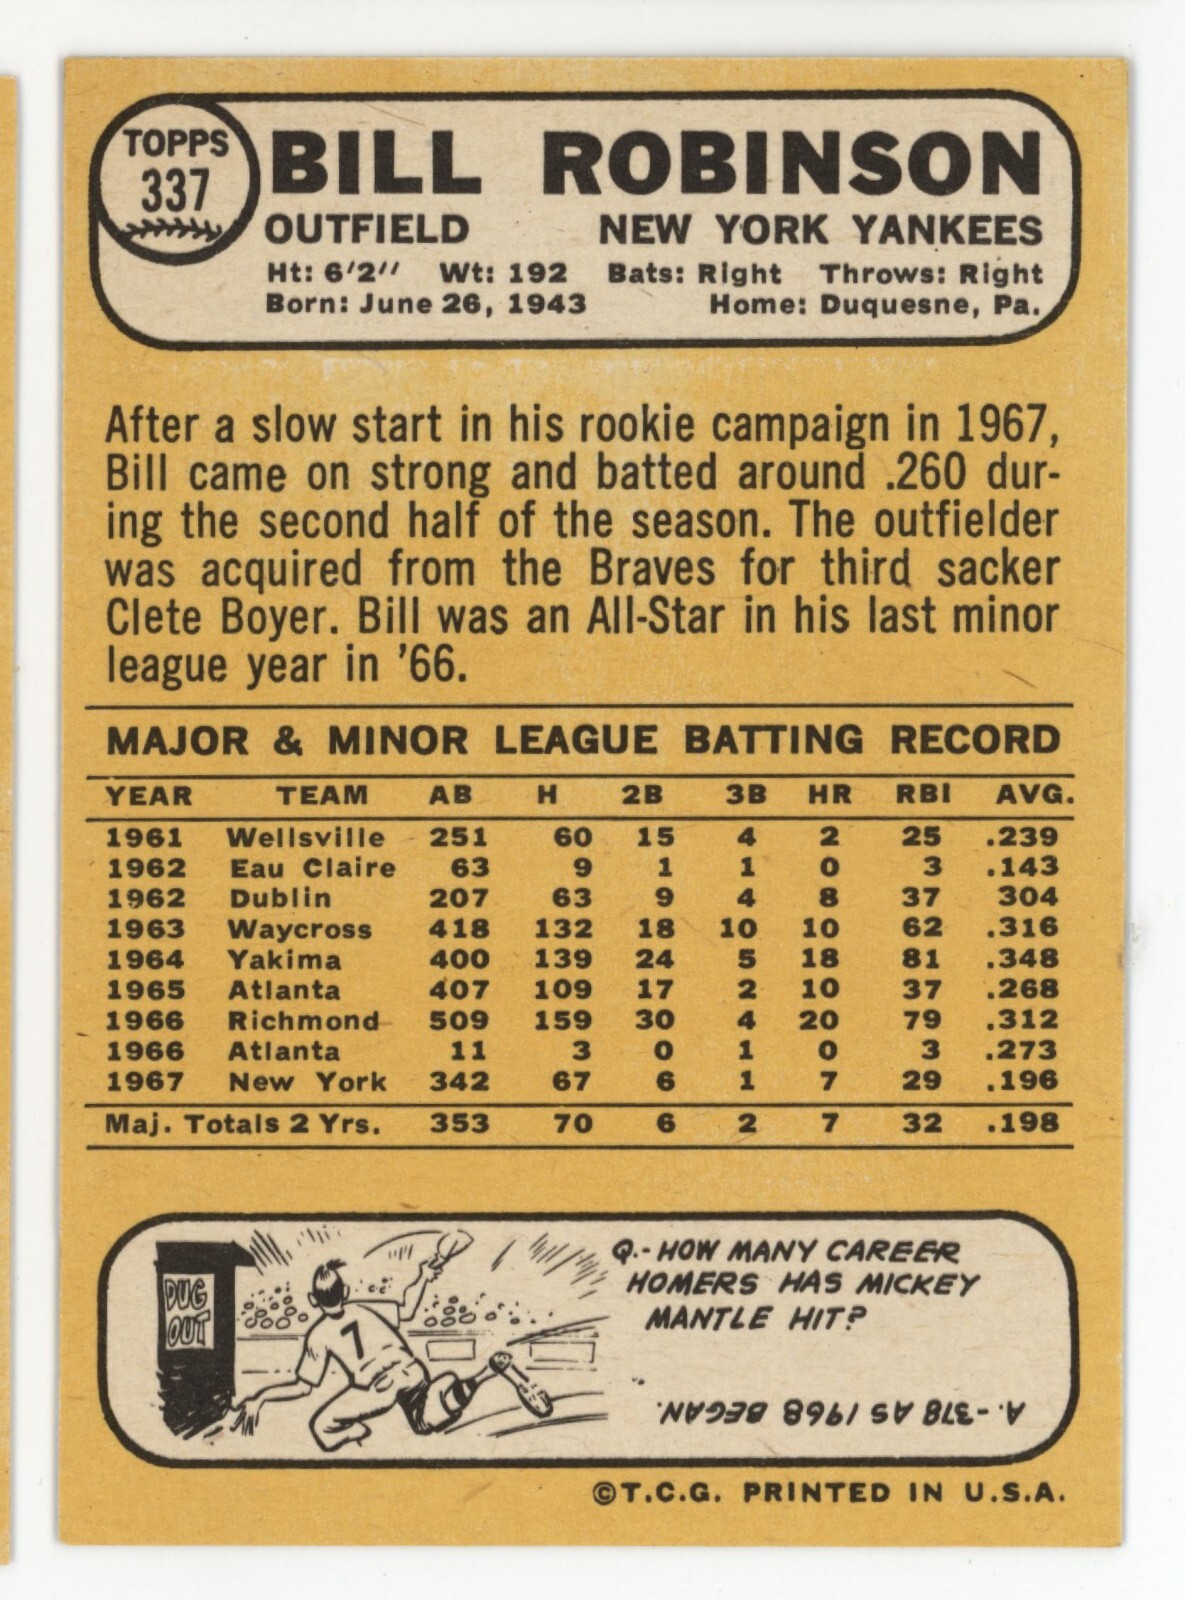 TOPPS
337
BILL ROBINSON
OUTFIELD NEW YORK YANKEES
Ht: 6'2" Wt: 192 Bats: Right Throws: Right
Born: June 26, 1943 Home: Duquesne, Pa.
After a slow start in his rookie campaign in 1967,
Bill came on strong and batted around .260 dur-
ing the second half of the season. The outfielder
was acquired from the Braves for third sacker
Clete Boyer. Bill was an All-Star in his last minor
league year in '66.
MAJOR & MINOR LEAGUE BATTING RECORD
YEAR TEAM AB H 2B 3B HR RBI AVG.
1961 Wellsville 251 60 15 4 2 25 .239
1962 Eau Claire 63 9 1 1 0 3 .143
1962 Dublin 207 63 9 4 8 37 304
1963 Waycross 418 132 18 10 10 62 .316
1964 Yakima 400 139 24 5 18 81 .348
1965 Atlanta 407 109 17 2 10 37 .268
1966 Richmond 509 159 30 4 20 79 .312
1966 Atlanta 11 3 0 1 0 3 .273
1967 New York 342 67 6 1 7 29 .196
Maj. Totals 2 Yrs. 353 70 6 2 7 32 .198
DUG
OUT
7
Q.- HOW MANY CAREER
HOMERS HAS MICKEY
MANTLE HIT?
A.- 318 AS 1968 BEGAN.
©T.C.G. PRINTED IN U.S.A.